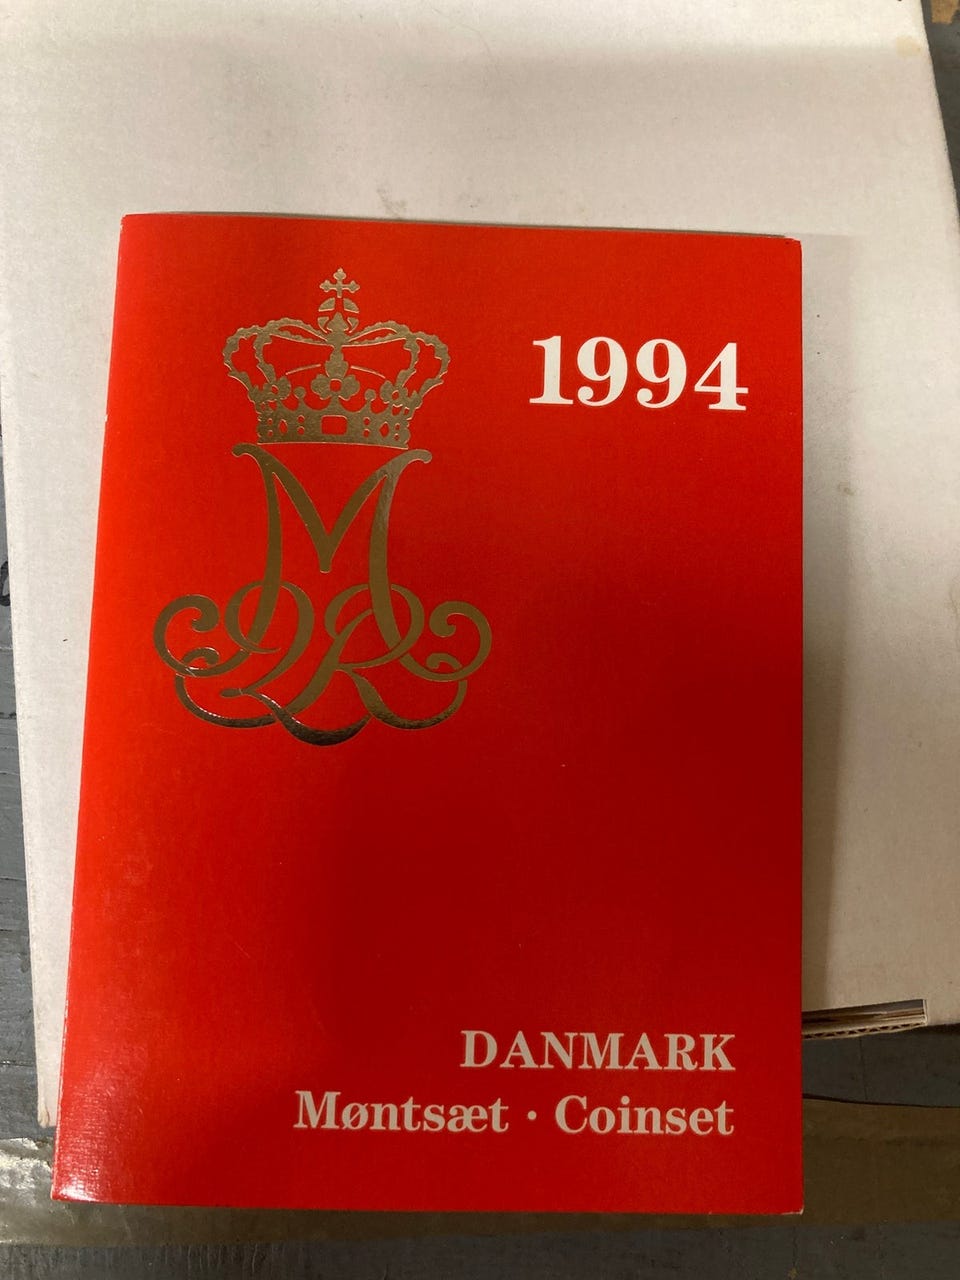 1994
DANMARK
Møntsæt · Coinset